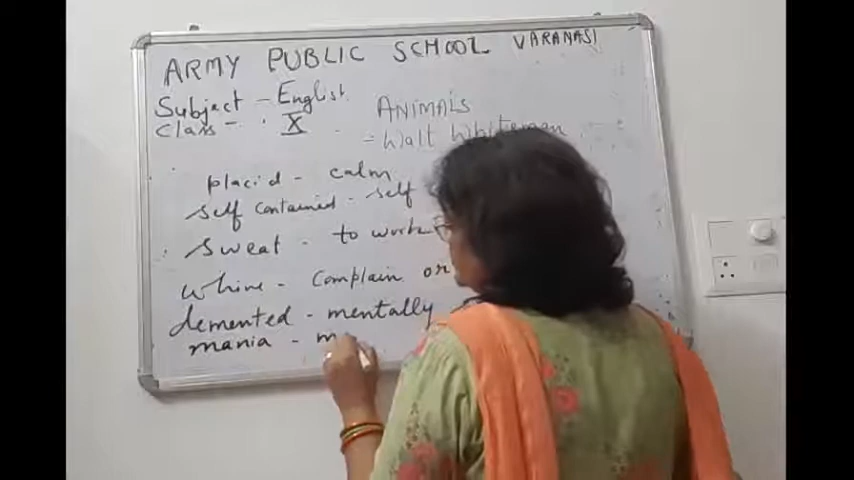 ARMY PUBLIC SCHOOL VARANASI
Subject - English
Class - X
ANIMALS
- Walt Whiteman
placid - calm
self contained - self
Sweat - to work
Whine - Complain or
demented - mentally
mania - m